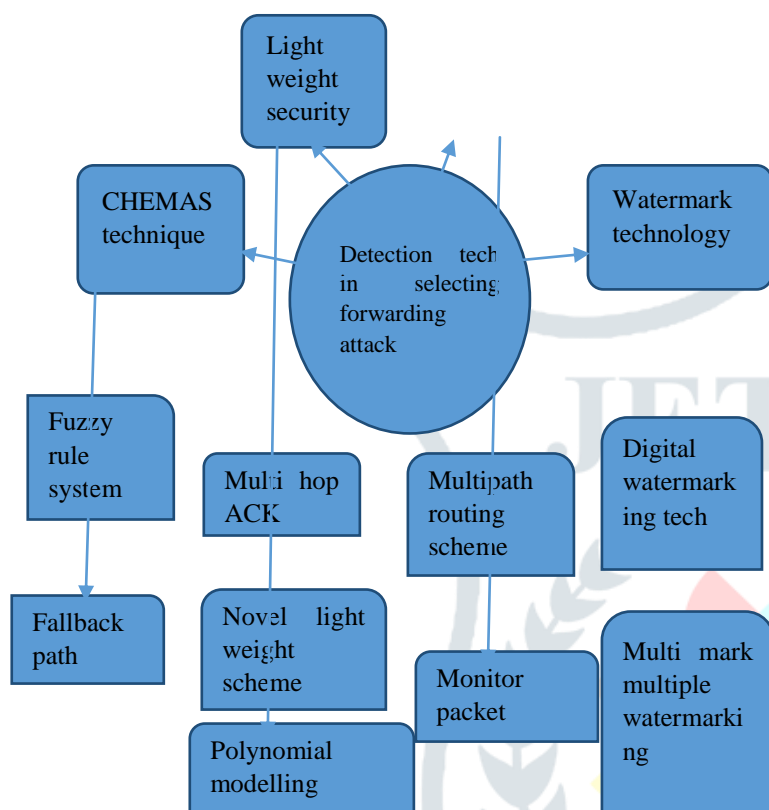 Light
weight
security
CHEMAS
technique
Detection tech
in selecting
forwarding
attack
Watermark
technology
Fuzzy
rule
system
Multi hop
ACK
Multipath
routing
scheme
Digital
watermark
ing tech
Fallback
path
Novel light
weight
scheme
Monitor
packet
Multi mark
multiple
watermarki
ng
Polynomial
modelling